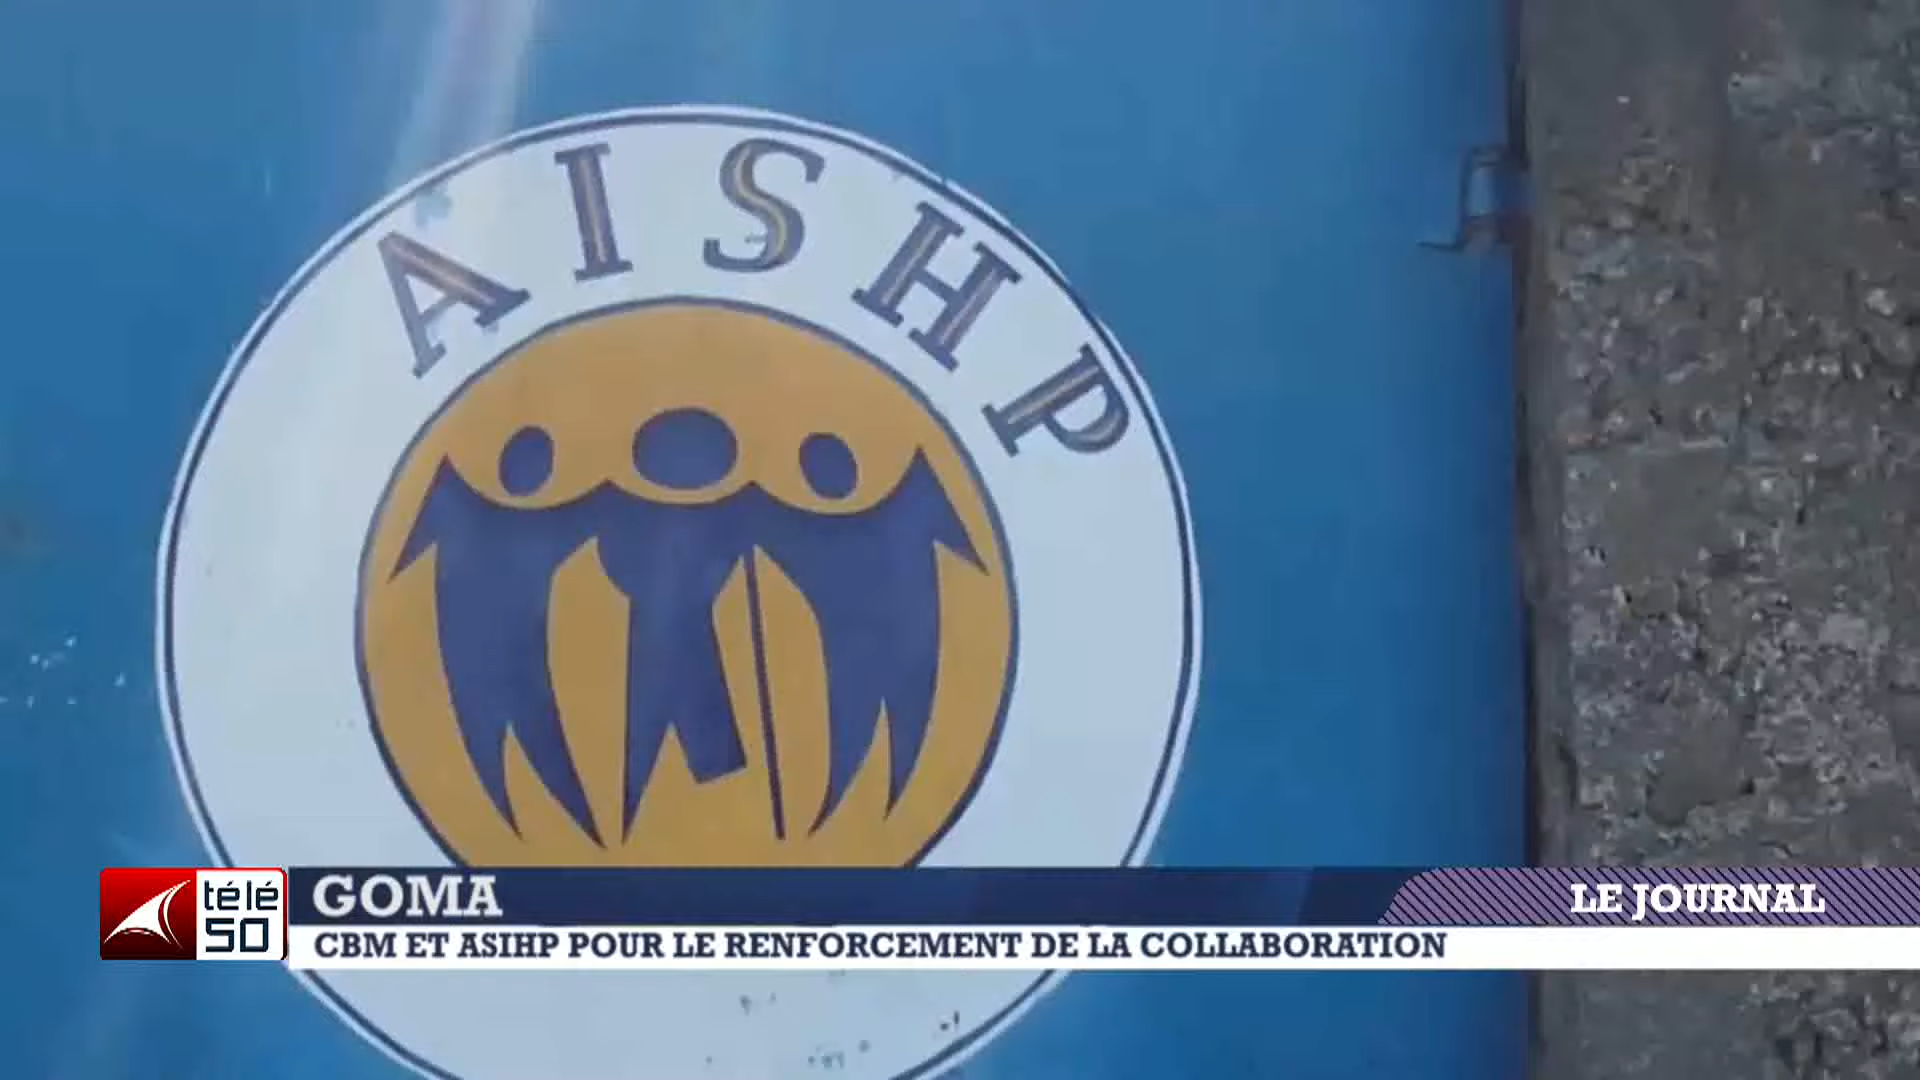 AISHP
télé
50
GOMA
LE JOURNAL
CBM ET ASIHP POUR LE RENFORCEMENT DE LA COLLABORATION